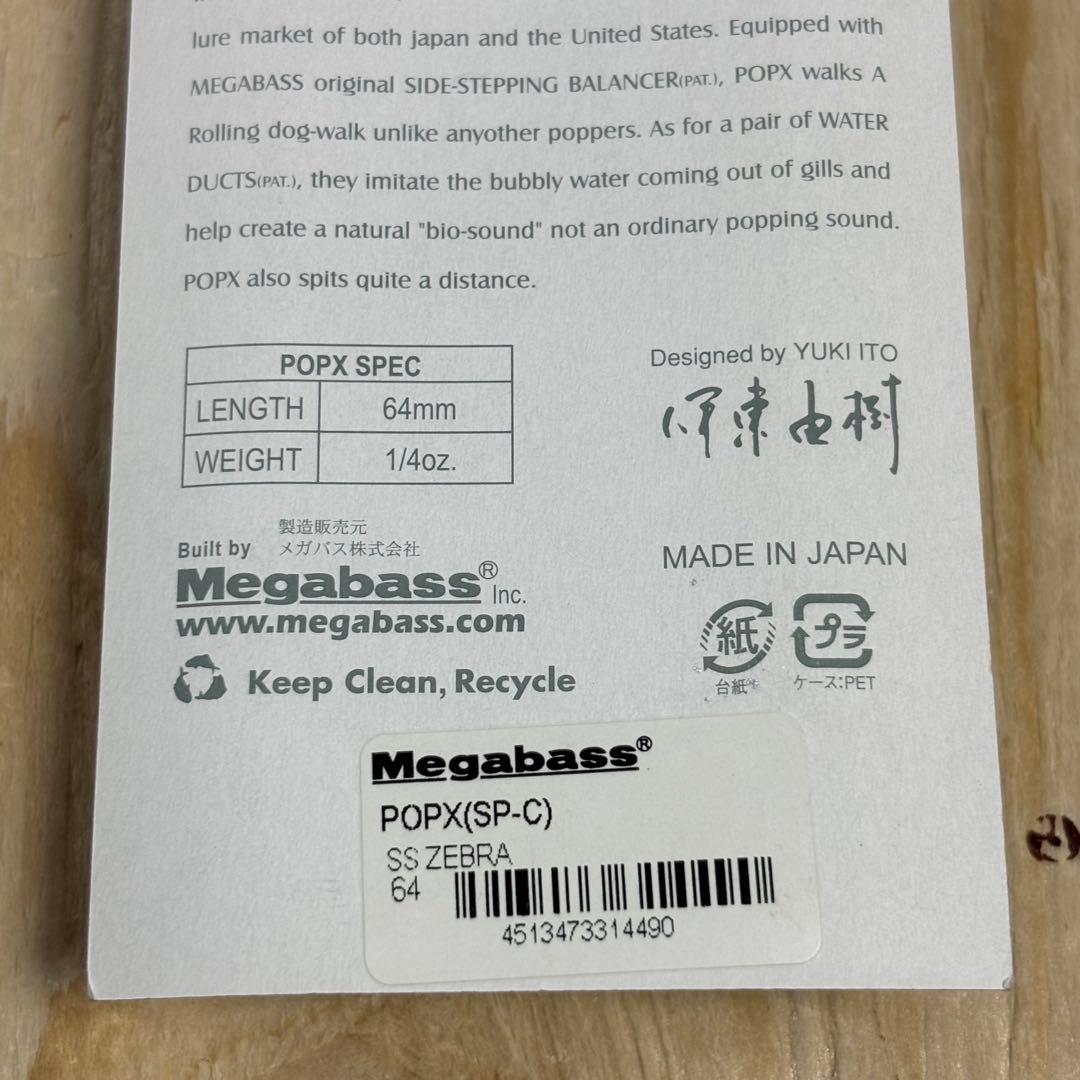 lure market of both japan and the United States. Equipped with
MEGABASS original SIDE-STEPPING BALANCER(PAT.), POPX walks A
Rolling dog-walk unlike anyother poppers. As for a pair of WATER
DUCTS(PAT.), they imitate the bubbly water coming out of gills and
help create a natural "bio-sound" not an ordinary popping sound.
POPX also spits quite a distance.
POPX SPEC
LENGTH 64mm
WEIGHT 1/4oz.
Designed by YUKI ITO
伊東由樹
製造販売元
Built by メガバス株式会社
Megabass® Inc.
www.megabass.com
Keep Clean, Recycle
MADE IN JAPAN
紙 プラ
台紙 ケース:PET
Megabass®
POPX(SP-C)
SS ZEBRA
64
4513473314490